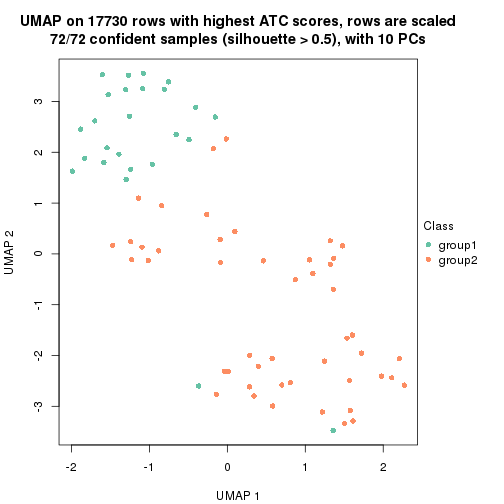 UMAP on 17730 rows with highest ATC scores, rows are scaled
72/72 confident samples (silhouette > 0.5), with 10 PCs
3
2
1
0
-1
-2
-3
UMAP 2
-2 -1 0 1 2
UMAP 1
Class
group1
group2